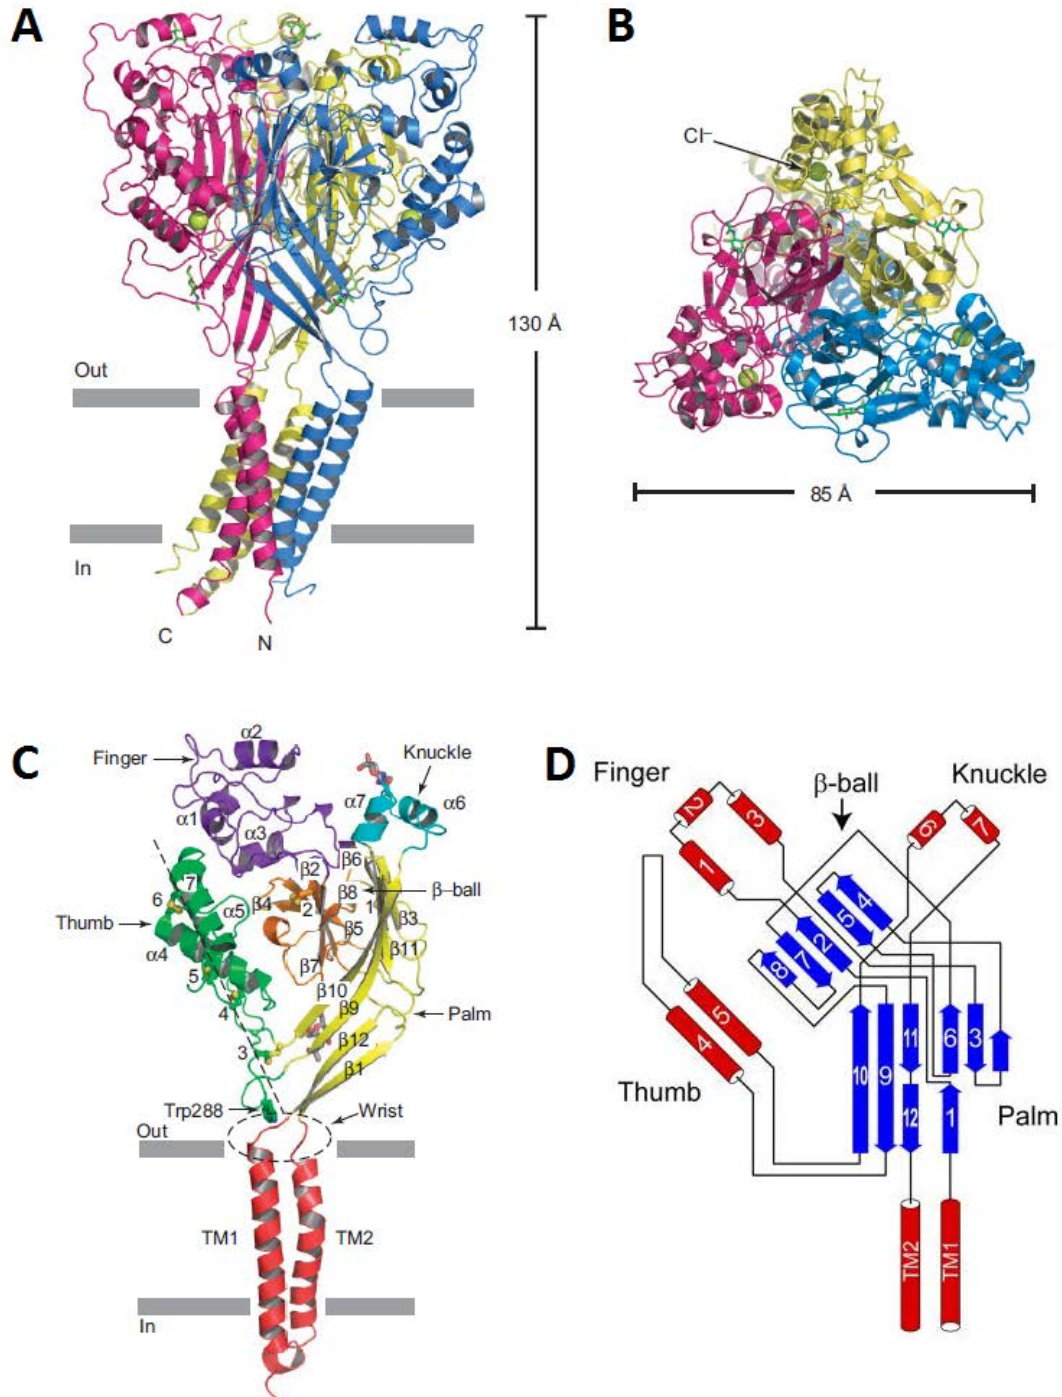 A
B
Cl⁻
130 Å
85 Å
Out
In
C
N
C
α2
Finger
Knuckle
α7
α6
α1
α3
β6
β2
7
β8
β-ball
6
β4
2
1
α5
β3
Thumb
β5
β11
α4
β7
5
β10
4
β9
Palm
β12
3
β1
Trp288
Wrist
Out
TM1
TM2
In
D
Finger
Knuckle
β-ball
2
3
6
7
1
4
5
2
7
8
5
4
11
6
3
10
9
Thumb
12
1
Palm
TM2
TM1